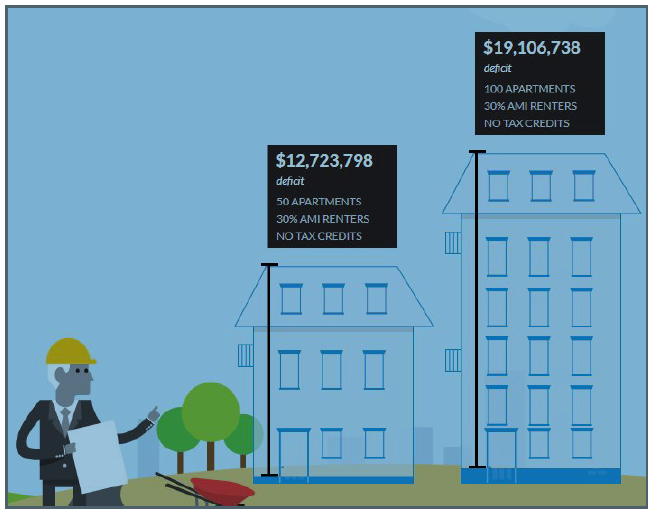 $19,106,738
deficit
100 APARTMENTS
30% AMI RENTERS
NO TAX CREDITS
$12,723,798
deficit
50 APARTMENTS
30% AMI RENTERS
NO TAX CREDITS